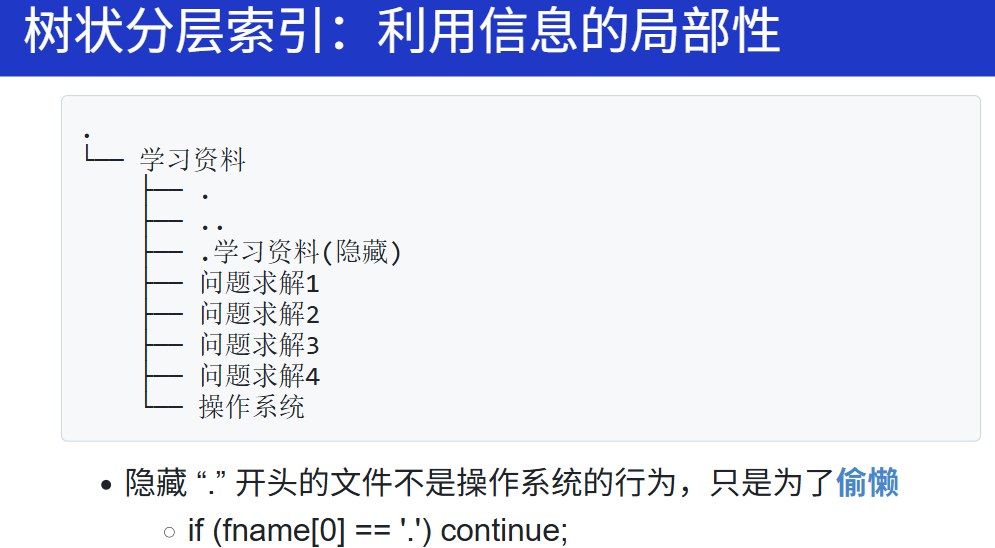 树状分层索引：利用信息的局部性
.
└── 学习资料
    ├── .
    ├── ..
    ├── .学习资料(隐藏)
    ├── 问题求解1
    ├── 问题求解2
    ├── 问题求解3
    ├── 问题求解4
    └── 操作系统
• 隐藏 “.” 开头的文件不是操作系统的行为，只是为了偷懒
◦ if (fname[0] == '.') continue;